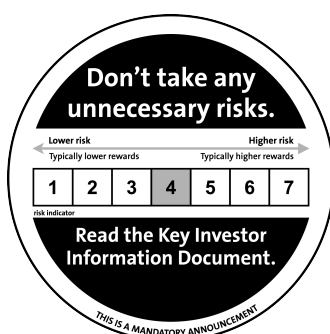 Don't take any
unnecessary risks.
Lower risk Higher risk
Typically lower rewards Typically higher rewards
1 2 3 4 5 6 7
risk indicator
Read the Key Investor
Information Document.
THIS IS A MANDATORY ANNOUNCEMENT